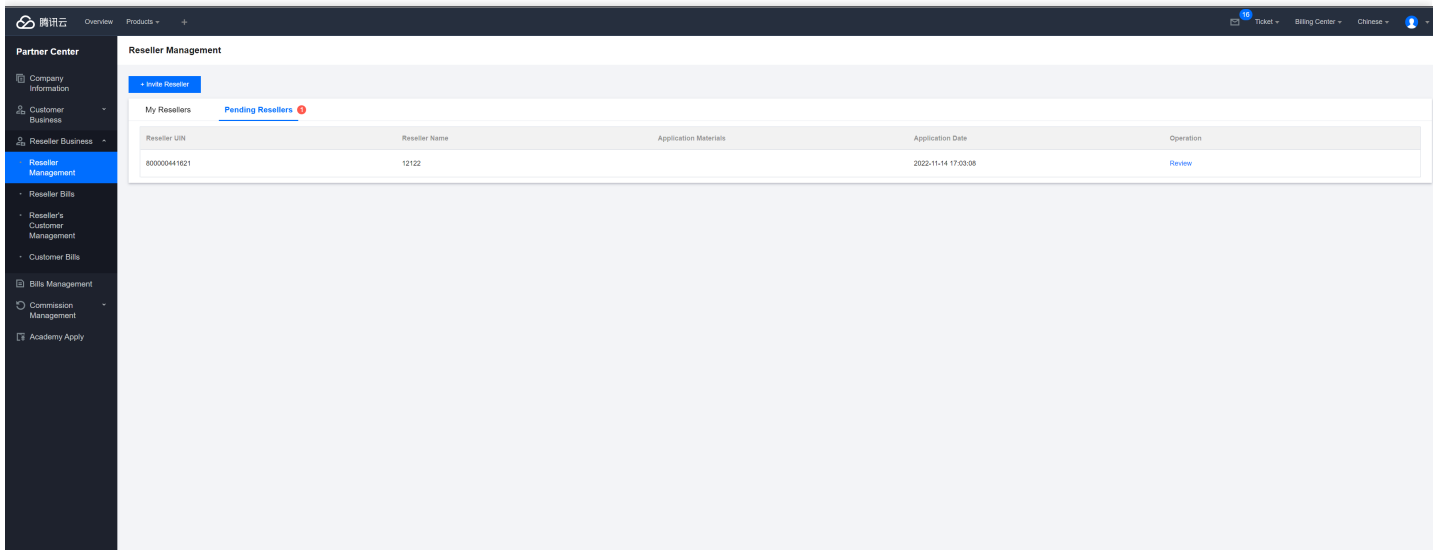 腾讯云 Overview Products + 16 Ticket Billing Center Chinese
Partner Center
Reseller Management
Company
Information
Customer
Business
Reseller Business
Reseller
Management
Reseller Bills
Reseller's
Customer
Management
Customer Bills
Bills Management
Commission
Management
Academy Apply
+ Invite Reseller
My Resellers Pending Resellers 1
Reseller UIN Reseller Name Application Materials Application Date Operation
800000441621 12122 2022-11-14 17:03:08 Review